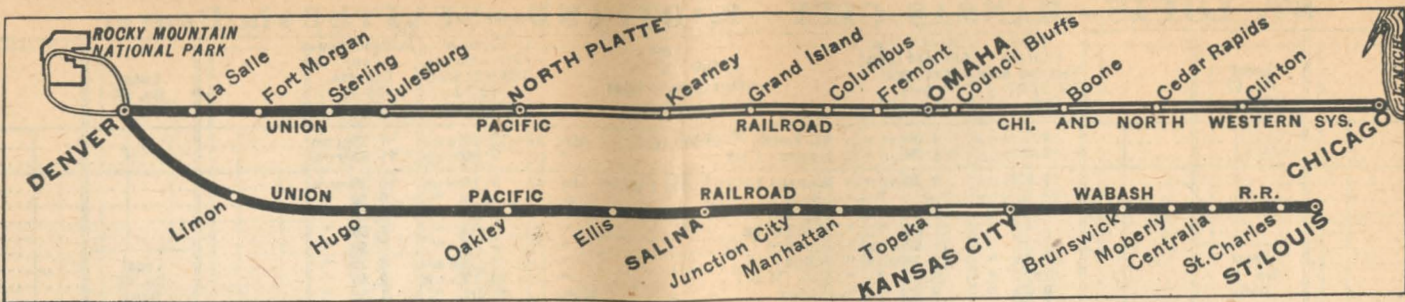 ROCKY MOUNTAIN
NATIONAL PARK
DENVER
La Salle
Fort Morgan
Sterling
Julesburg
NORTH PLATTE
Kearney
Grand Island
Columbus
Fremont
OMAHA
Council Bluffs
Boone
Cedar Rapids
Clinton
CHICAGO
L. MICH.
UNION PACIFIC RAILROAD CHI. AND NORTH WESTERN SYS.
UNION PACIFIC RAILROAD WABASH R.R.
Limon
Hugo
Oakley
Ellis
SALINA
Junction City
Manhattan
Topeka
KANSAS CITY
Brunswick
Moberly
Centralia
St. Charles
ST. LOUIS